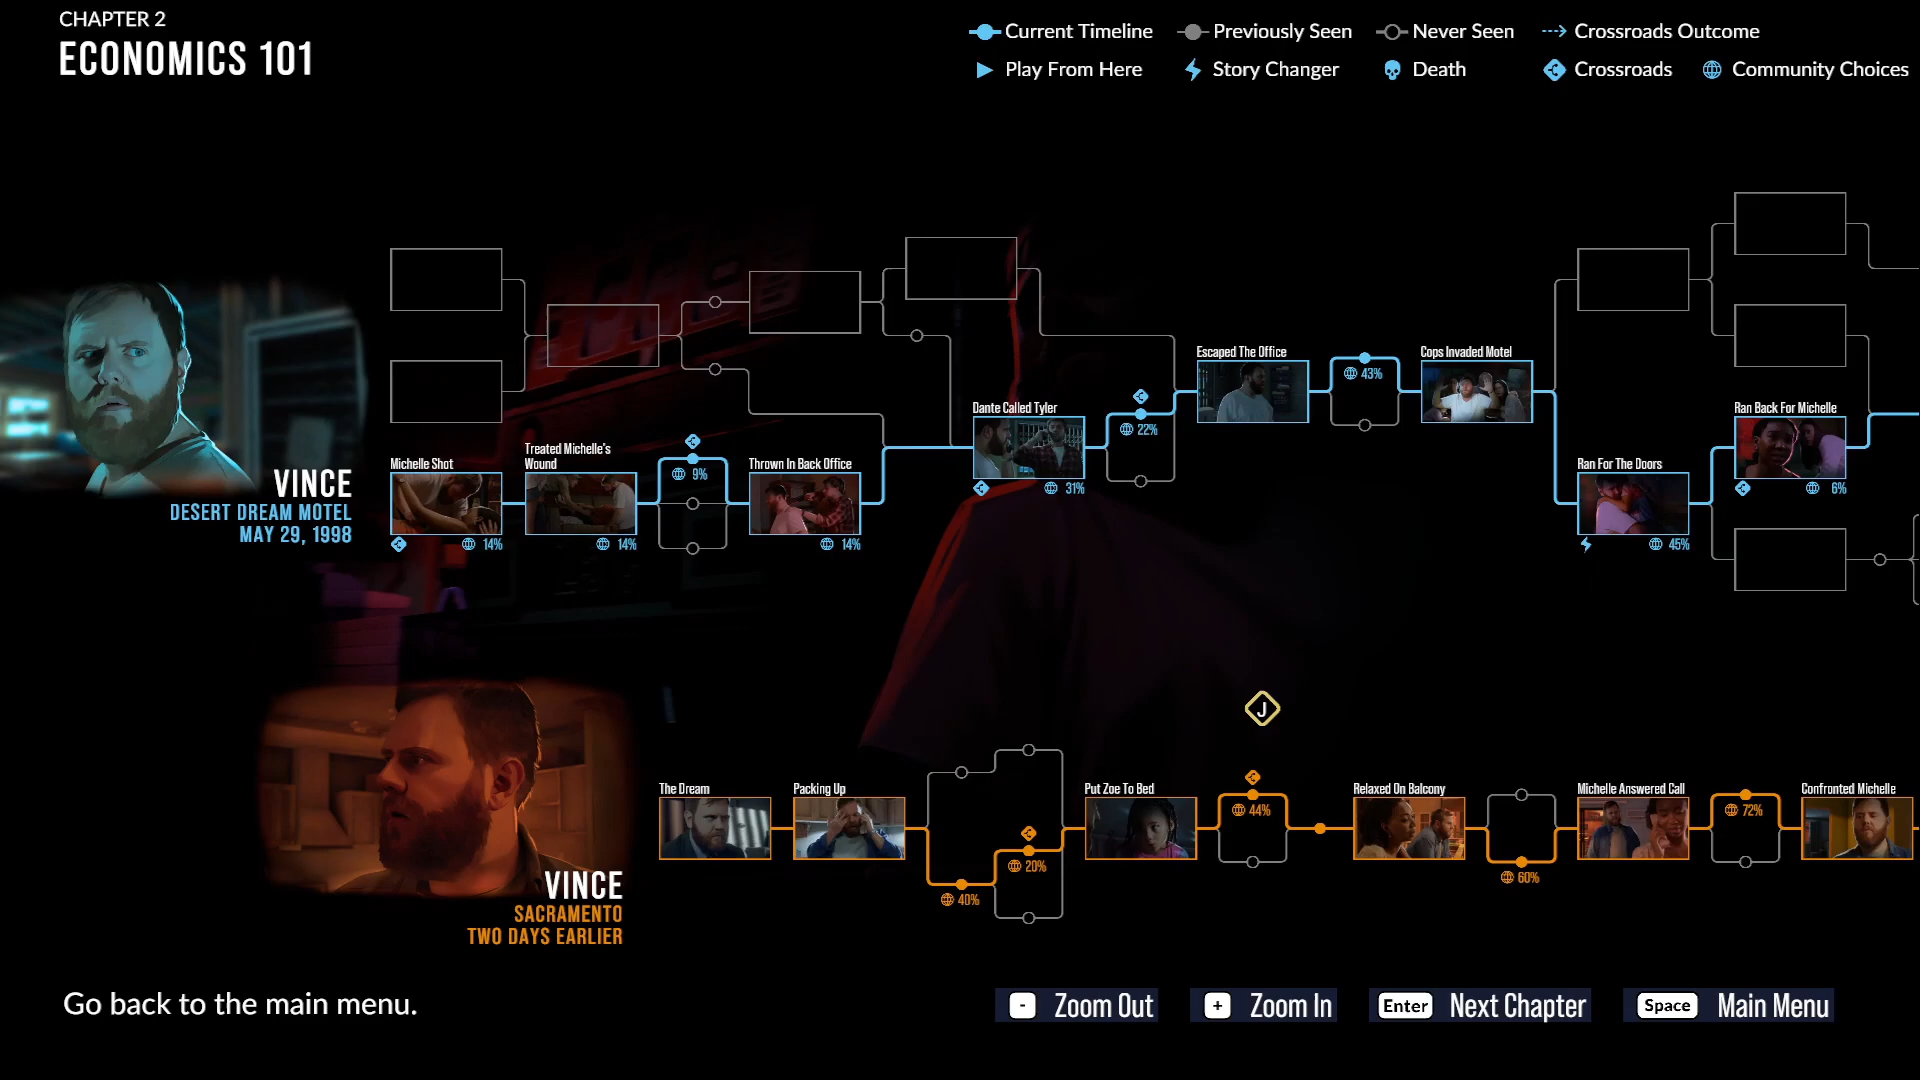 CHAPTER 2
ECONOMICS 101
Current Timeline
Previously Seen
Never Seen
Crossroads Outcome
Play From Here
Story Changer
Death
Crossroads
Community Choices
VINCE
DESERT DREAM MOTEL
MAY 29, 1998
Michelle Shot
14%
Treated Michelle's
Wound
14%
9%
Thrown In Back Office
14%
Dante Called Tyler
31%
22%
Escaped The Office
43%
Cops Invaded Motel
Ran For The Doors
45%
Ran Back For Michelle
6%
VINCE
SACRAMENTO
TWO DAYS EARLIER
The Dream
Packing Up
40%
20%
Put Zoe To Bed
44%
J
Relaxed On Balcony
60%
Michelle Answered Call
72%
Confronted Michelle
Go back to the main menu.
- Zoom Out
+ Zoom In
Enter Next Chapter
Space Main Menu